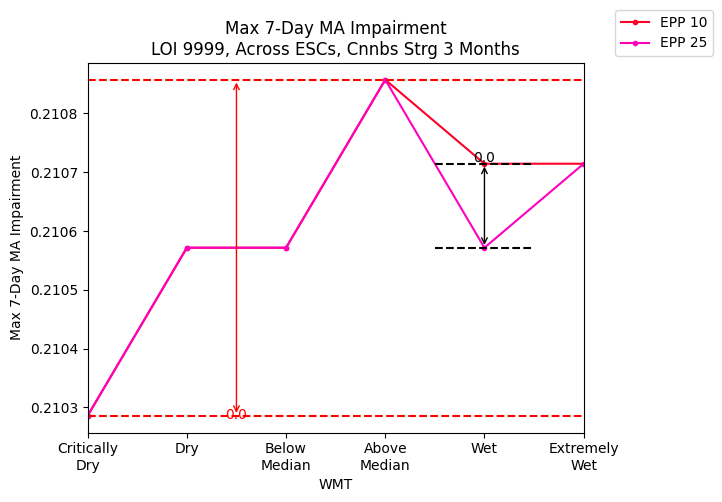 Max 7-Day MA Impairment
LOI 9999, Across ESCs, Cnnbs Strg 3 Months
EPP 10
EPP 25
Max 7-Day MA Impairment
0.2108
0.2107
0.2106
0.2105
0.2104
0.2103
0.0
0.0
Critically
Dry
Dry
Below
Median
Above
Median
Wet
Extremely
Wet
WMT